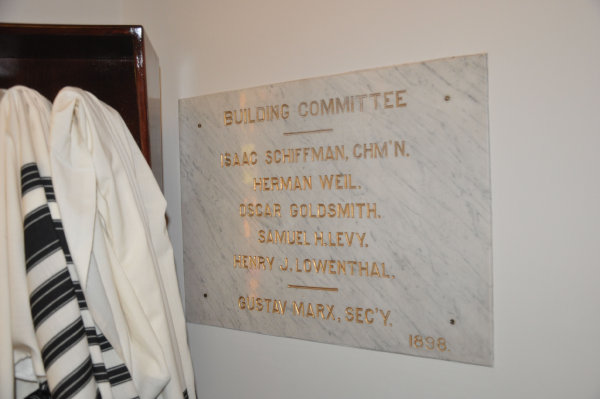 BUILDING COMMITTEE
ISAAC SCHIFFMAN, CHM'N.
HERMAN WEIL.
OSCAR GOLDSMITH.
SAMUEL H. LEVY.
HENRY J. LOWENTHAL.
GUSTAV MARX, SEC'Y.
1898.